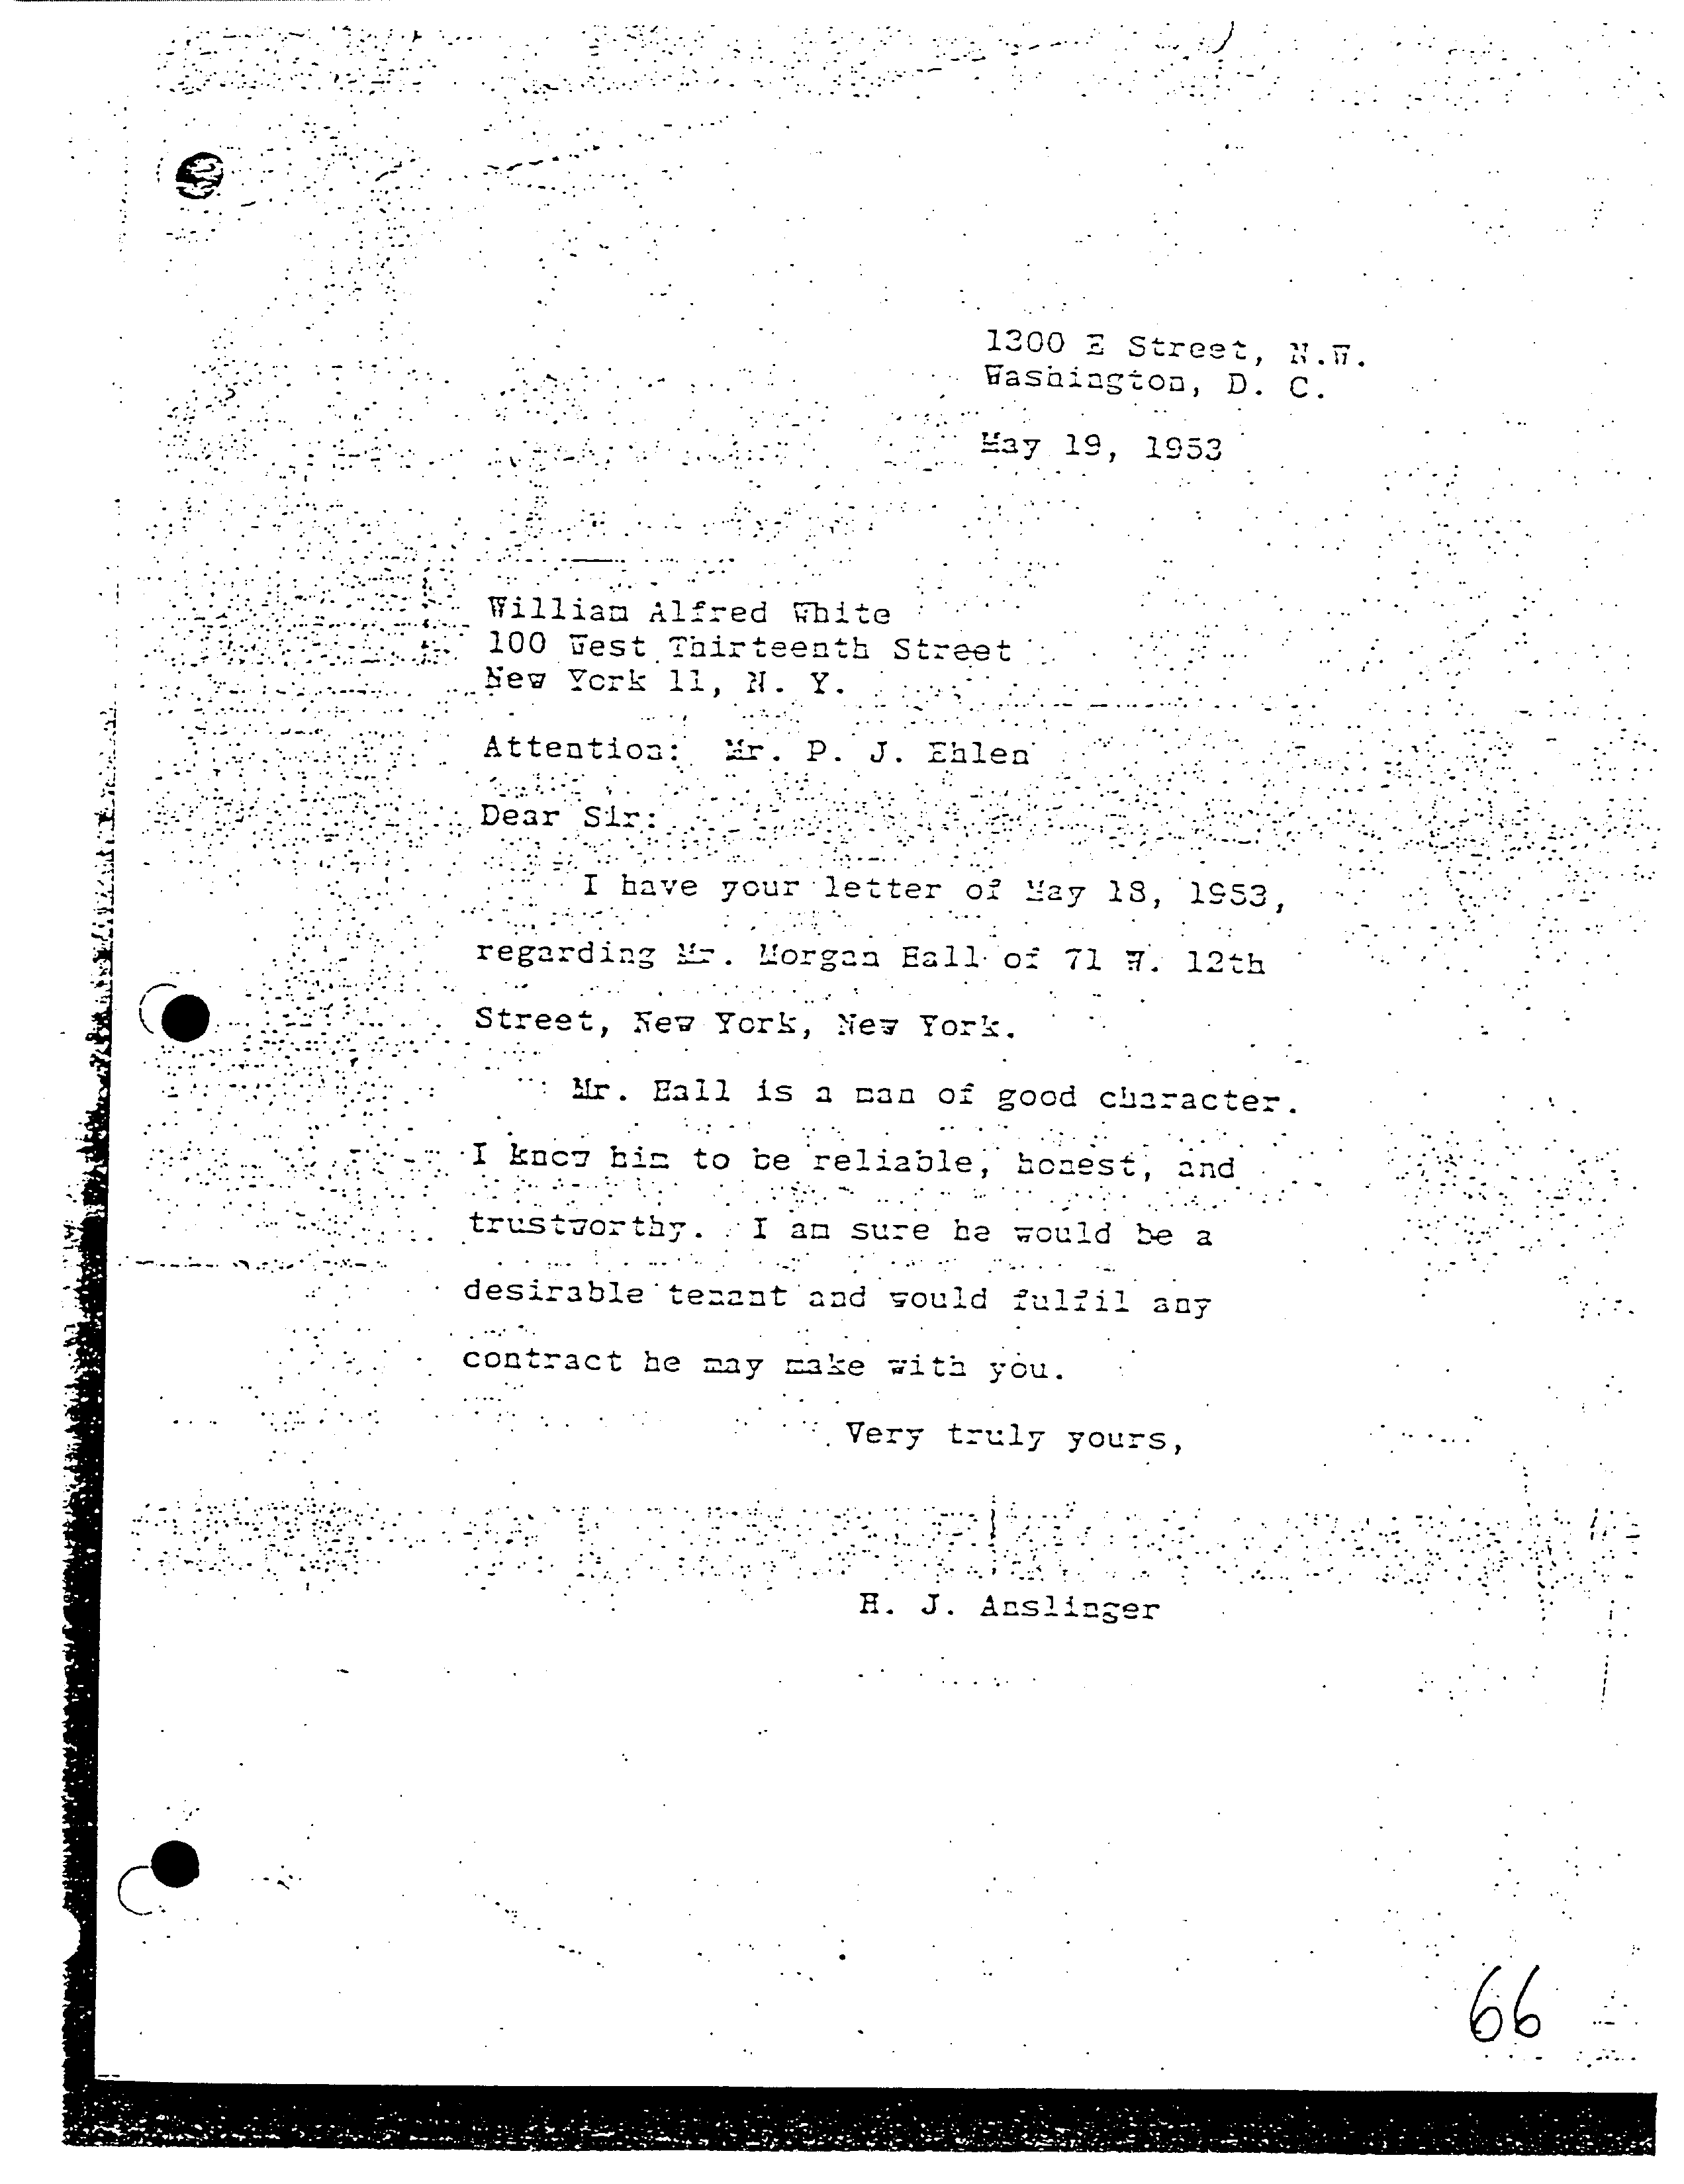 1300 E Street, N.W.
Washington, D. C.
May 19, 1953
William Alfred White
100 West Thirteenth Street
New York 11, N. Y.
Attention: Mr. P. J. Ehlen
Dear Sir:
I have your letter of May 18, 1953,
regarding Mr. Morgan Hall of 71 W. 12th
Street, New York, New York.
Mr. Hall is a man of good character.
I know him to be reliable, honest, and
trustworthy. I am sure he would be a
desirable tenant and would fulfil any
contract he may make with you.
Very truly yours,
H. J. Anslinger
66